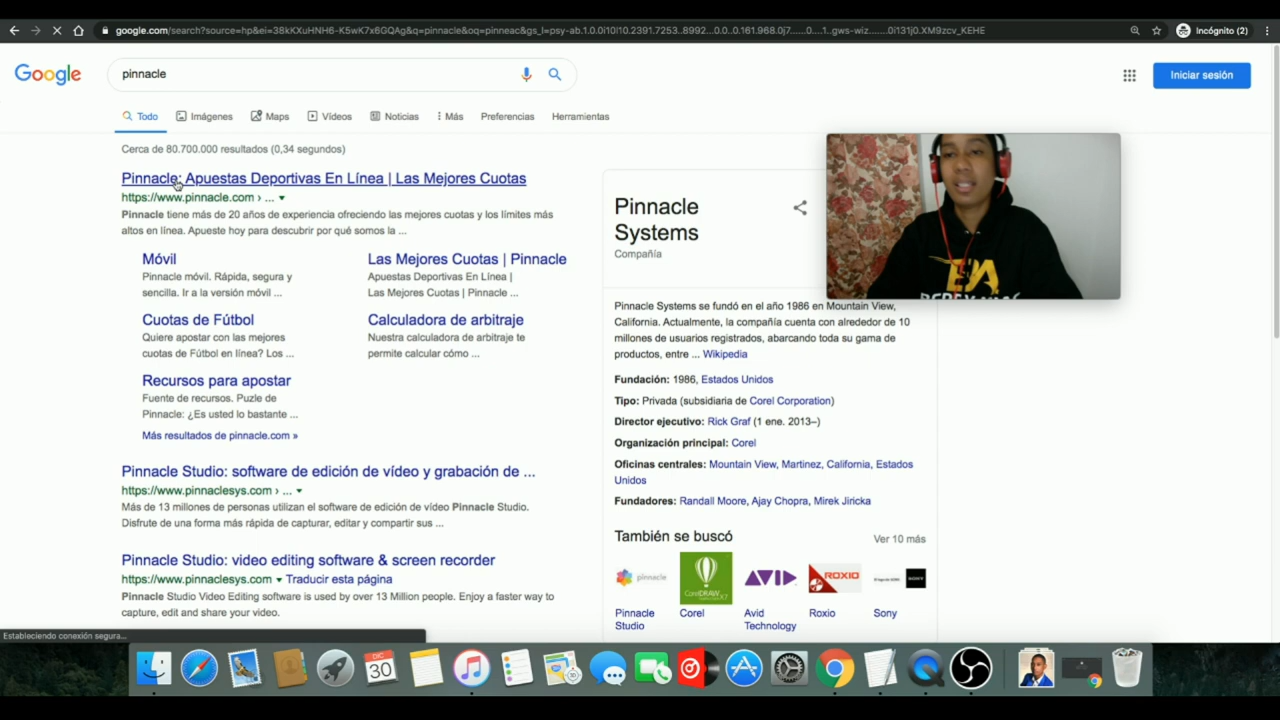 google.com/search?source=hp&ei=38kKXuHNH6-K5wK7x6GQAg&q=pinnacle&oq=pinneac&gs_l=psy-ab.1.0.0i10l10.2391.7253..8992...0.0..0.161.968.0j7......0....1..gws-wiz.......0i131j0.XM9zcv_KEHE
Incógnito (2)
Google
pinnacle
Iniciar sesión
Todo Imágenes Maps Vídeos Noticias Más Preferencias Herramientas
Cerca de 80.700.000 resultados (0,34 segundos)
Pinnacle: Apuestas Deportivas En Línea | Las Mejores Cuotas
https://www.pinnacle.com › ...
Pinnacle tiene más de 20 años de experiencia ofreciendo las mejores cuotas y los límites más
altos en línea. Apueste hoy para descubrir por qué somos la ...
Móvil
Pinnacle móvil. Rápida, segura y
sencilla. Ir a la versión móvil ...
Las Mejores Cuotas | Pinnacle
Apuestas Deportivas En Línea |
Las Mejores Cuotas | Pinnacle ...
Cuotas de Fútbol
Quiere apostar con las mejores
cuotas de Fútbol en línea? Los ...
Calculadora de arbitraje
Nuestra calculadora de arbitraje te
permite calcular cómo ...
Recursos para apostar
Fuente de recursos. Puzle de
Pinnacle: ¿Es usted lo bastante ...
Más resultados de pinnacle.com »
Pinnacle Studio: software de edición de vídeo y grabación de ...
https://www.pinnaclesys.com › ...
Más de 13 millones de personas utilizan el software de edición de vídeo Pinnacle Studio.
Disfrute de una forma más rápida de capturar, editar y compartir sus ...
Pinnacle Studio: video editing software & screen recorder
https://www.pinnaclesys.com Traducir esta página
Pinnacle Studio Video Editing software is used by over 13 Million people. Enjoy a faster way to
capture, edit and share your video.
Pinnacle
Systems
Compañía
Pinnacle Systems se fundó en el año 1986 en Mountain View,
California. Actualmente, la compañía cuenta con alrededor de 10
millones de usuarios registrados, abarcando toda su gama de
productos, entre ... Wikipedia
Fundación: 1986, Estados Unidos
Tipo: Privada (subsidiaria de Corel Corporation)
Director ejecutivo: Rick Graf (1 ene. 2013–)
Organización principal: Corel
Oficinas centrales: Mountain View, Martinez, California, Estados
Unidos
Fundadores: Randall Moore, Ajay Chopra, Mirek Jiricka
También se buscó
Ver 10 más
pinnacle
CorelDRAW
AVID
ROXIO
SONY
Pinnacle
Studio
Corel
Avid
Technology
Roxio
Sony
Estableciendo conexión segura...
DIC
30